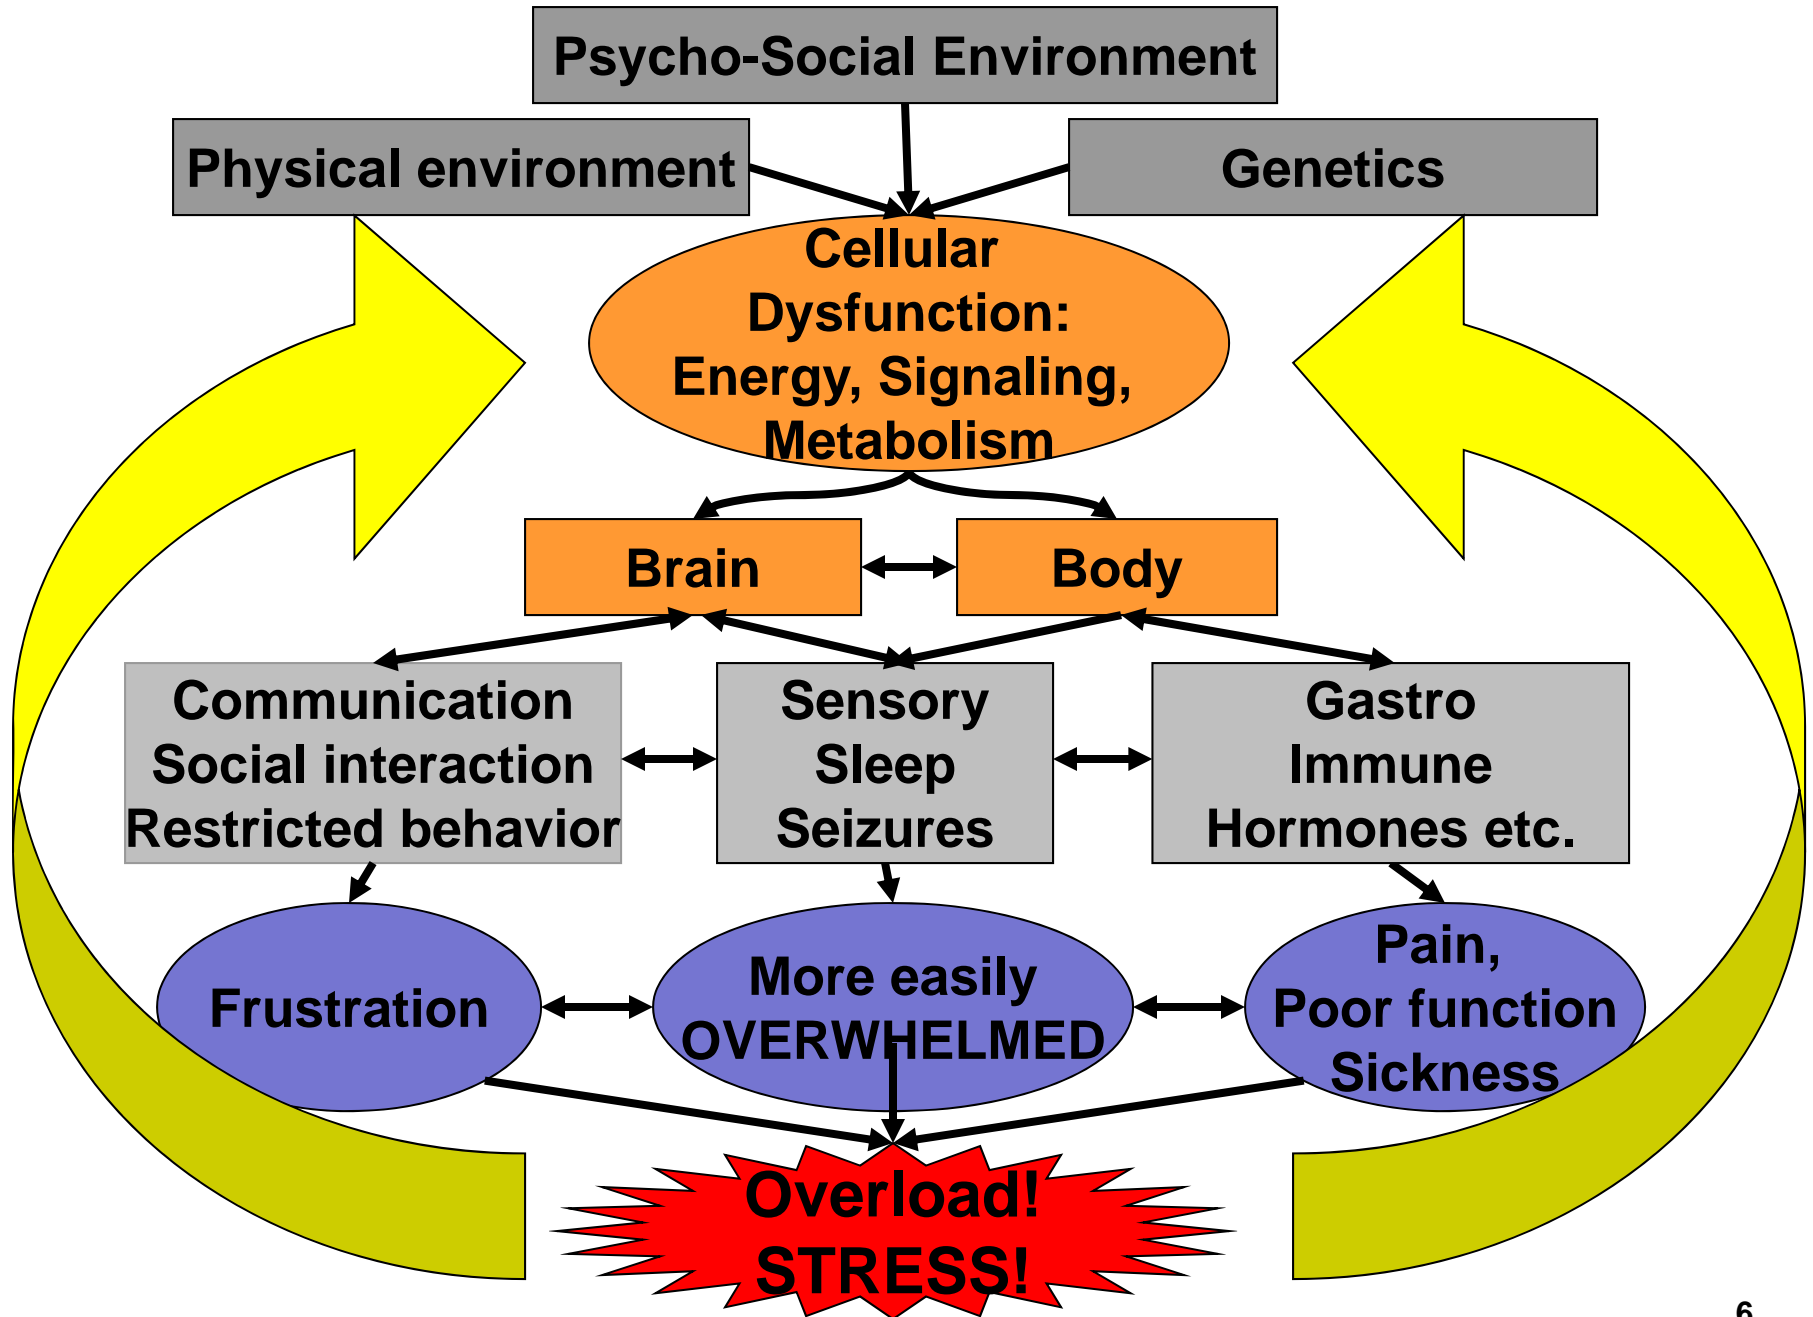 Psycho-Social Environment
Physical environment
Genetics
Cellular
Dysfunction:
Energy, Signaling,
Metabolism
Brain
Body
Communication
Social interaction
Restricted behavior
Sensory
Sleep
Seizures
Gastro
Immune
Hormones etc.
Frustration
More easily
OVERWHELMED
Pain,
Poor function
Sickness
Overload!
STRESS!
6